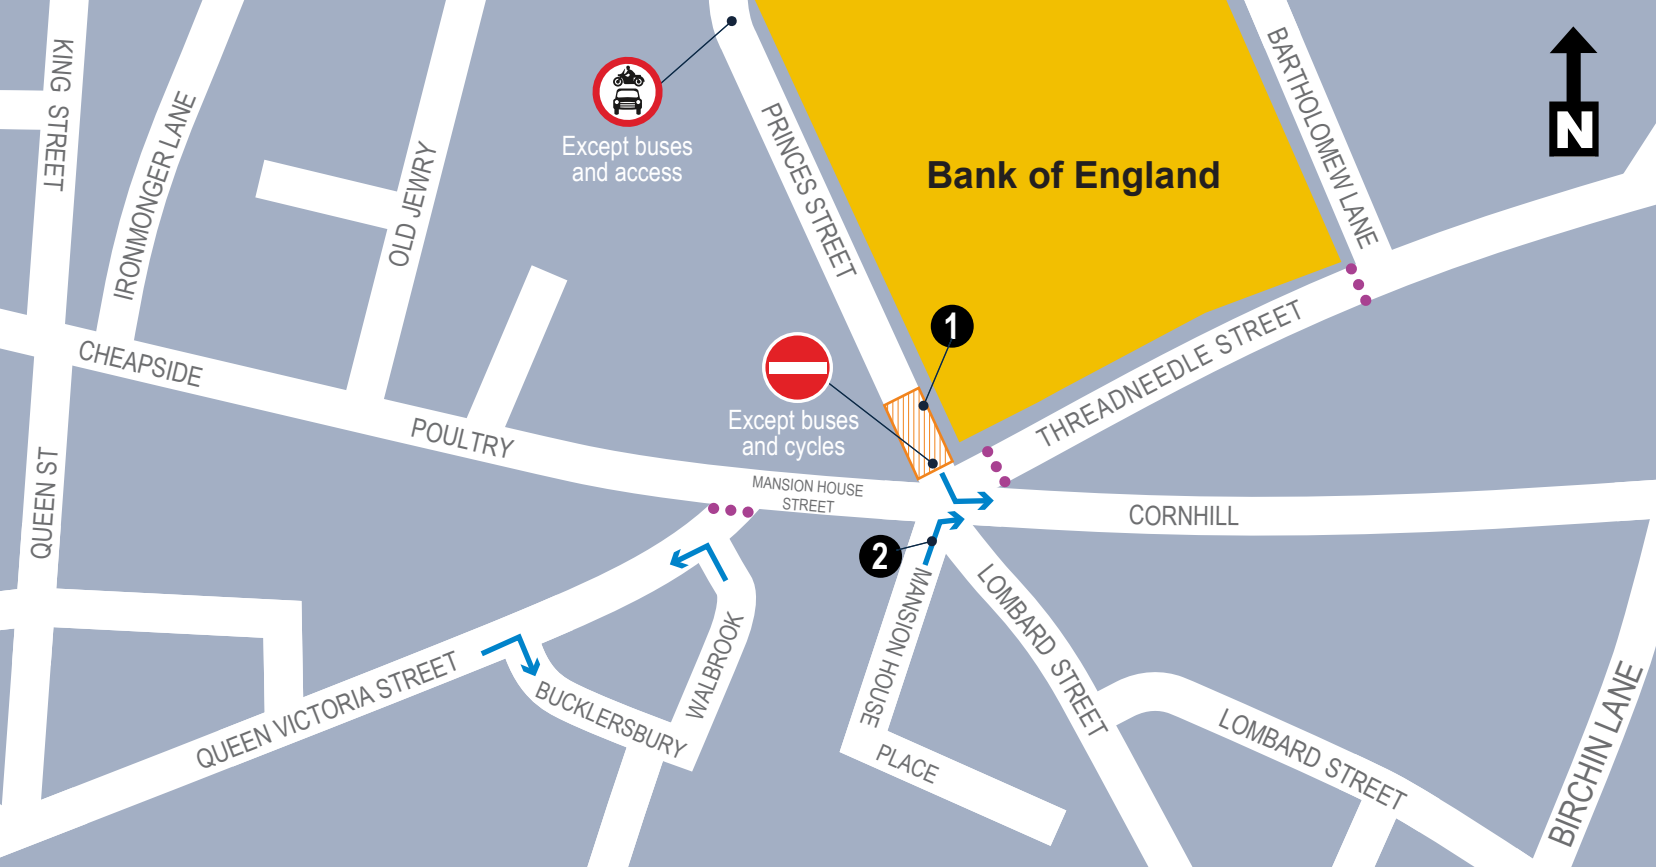 KING STREET
IRONMONGER LANE
OLD JEWRY
Except buses
and access
PRINCES STREET
Bank of England
BARTHOLOMEW LANE
N
1
CHEAPSIDE
POULTRY
Except buses
and cycles
THREADNEEDLE STREET
MANSION HOUSE
STREET
CORNHILL
QUEEN ST
2
MANSION HOUSE
PLACE
LOMBARD STREET
QUEEN VICTORIA STREET
BUCKLERSBURY
WALBROOK
LOMBARD STREET
BIRCHIN LANE